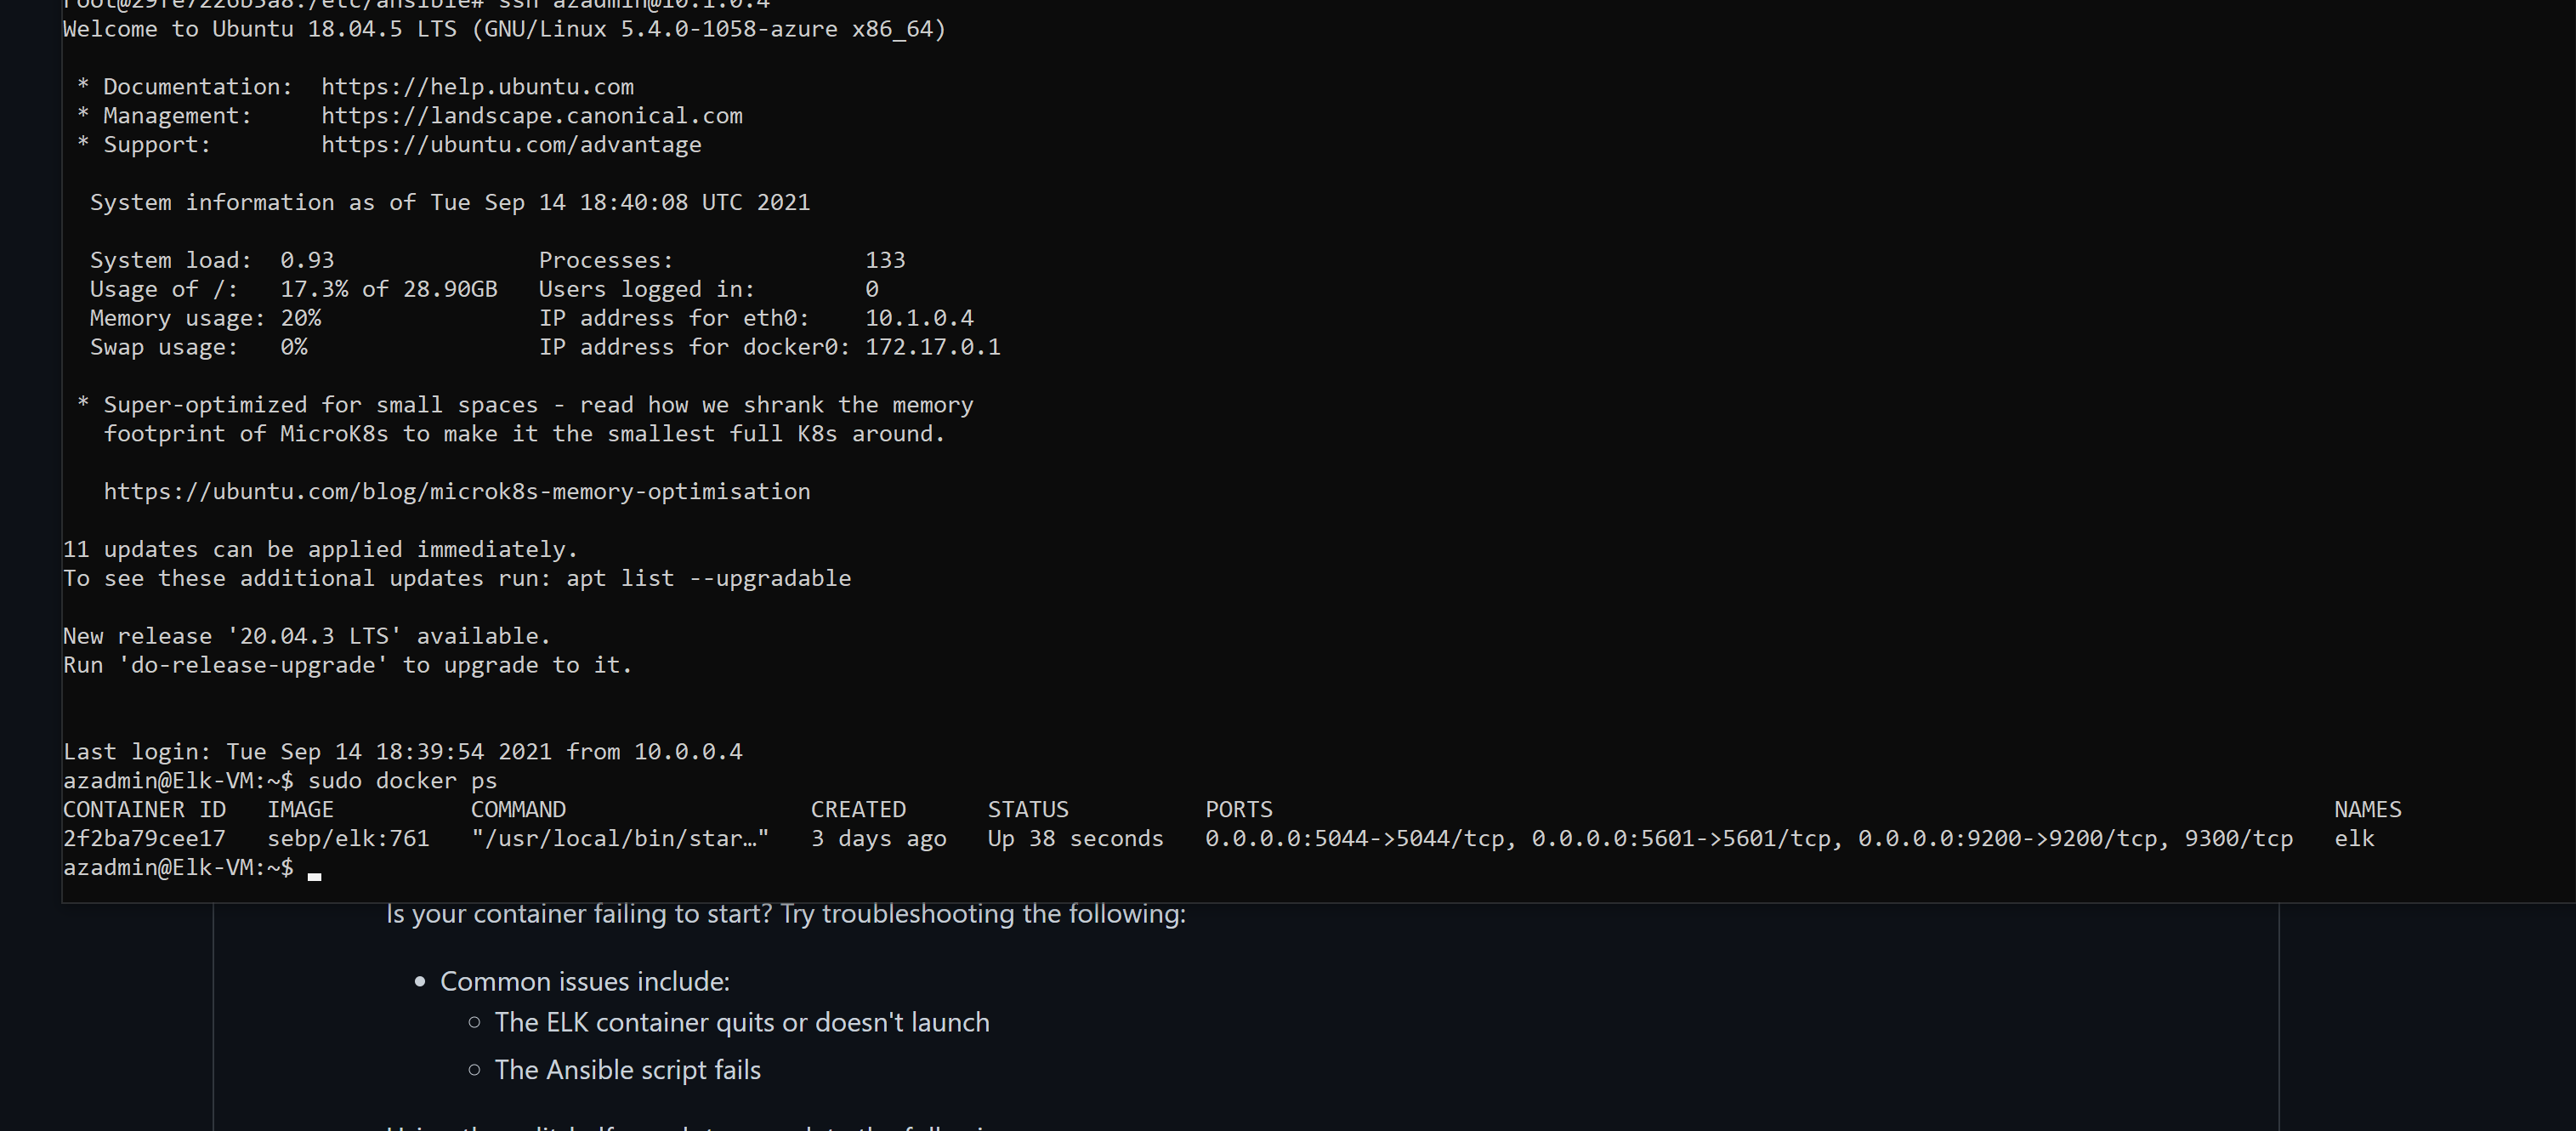 root@29fe7226b5a8:/etc/ansible# ssh azadmin@10.1.0.4
Welcome to Ubuntu 18.04.5 LTS (GNU/Linux 5.4.0-1058-azure x86_64)
* Documentation:  https://help.ubuntu.com
* Management:     https://landscape.canonical.com
* Support:        https://ubuntu.com/advantage
System information as of Tue Sep 14 18:40:08 UTC 2021
System load:  0.93               Processes:              133
Usage of /:   17.3% of 28.90GB   Users logged in:        0
Memory usage: 20%                IP address for eth0:    10.1.0.4
Swap usage:   0%                 IP address for docker0: 172.17.0.1
* Super-optimized for small spaces - read how we shrank the memory
footprint of MicroK8s to make it the smallest full K8s around.
https://ubuntu.com/blog/microk8s-memory-optimisation
11 updates can be applied immediately.
To see these additional updates run: apt list --upgradable
New release '20.04.3 LTS' available.
Run 'do-release-upgrade' to upgrade to it.
Last login: Tue Sep 14 18:39:54 2021 from 10.0.0.4
azadmin@Elk-VM:~$ sudo docker ps
CONTAINER ID   IMAGE          COMMAND                  CREATED      STATUS          PORTS                                                                              NAMES
2f2ba79cee17   sebp/elk:761   "/usr/local/bin/star…"   3 days ago   Up 38 seconds   0.0.0.0:5044->5044/tcp, 0.0.0.0:5601->5601/tcp, 0.0.0.0:9200->9200/tcp, 9300/tcp   elk
azadmin@Elk-VM:~$
Is your container failing to start? Try troubleshooting the following:
• Common issues include:
○ The ELK container quits or doesn't launch
○ The Ansible script fails